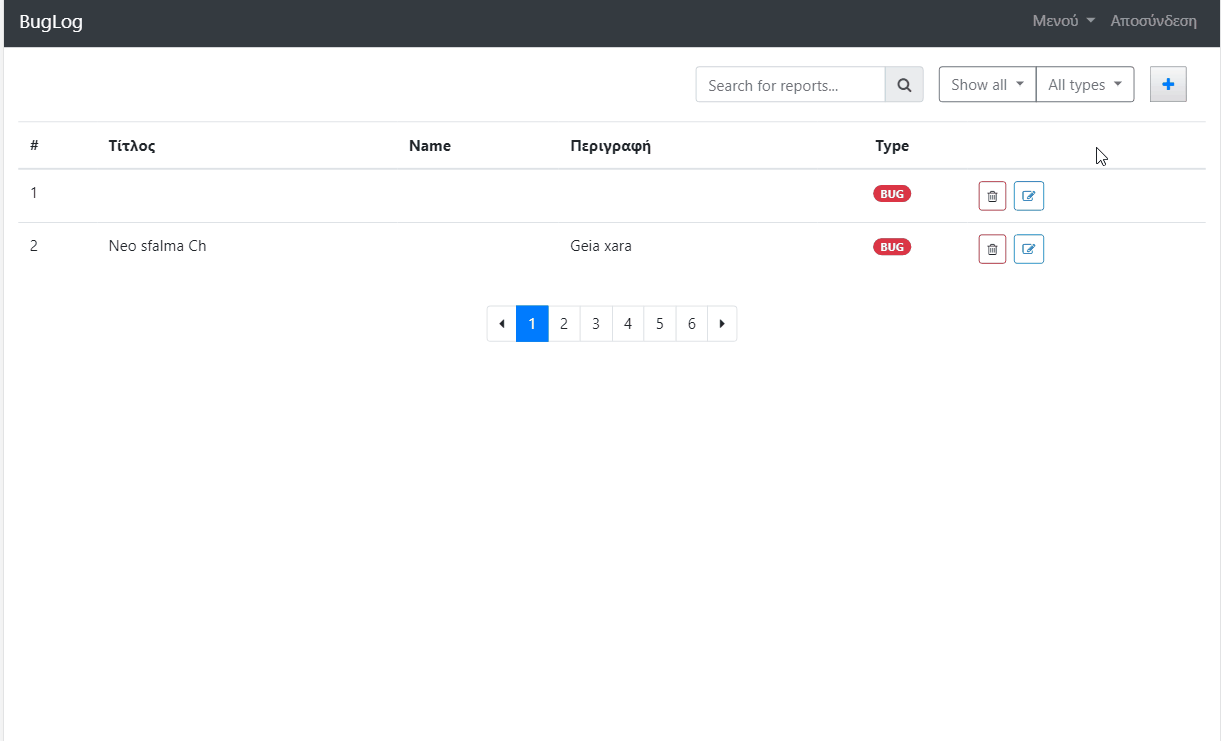 BugLog Μενού Αποσύνδεση
Search for reports... Show all All types
# Τίτλος Name Περιγραφή Type
1 BUG
2 Neo sfalma Ch Geia xara BUG
1 2 3 4 5 6